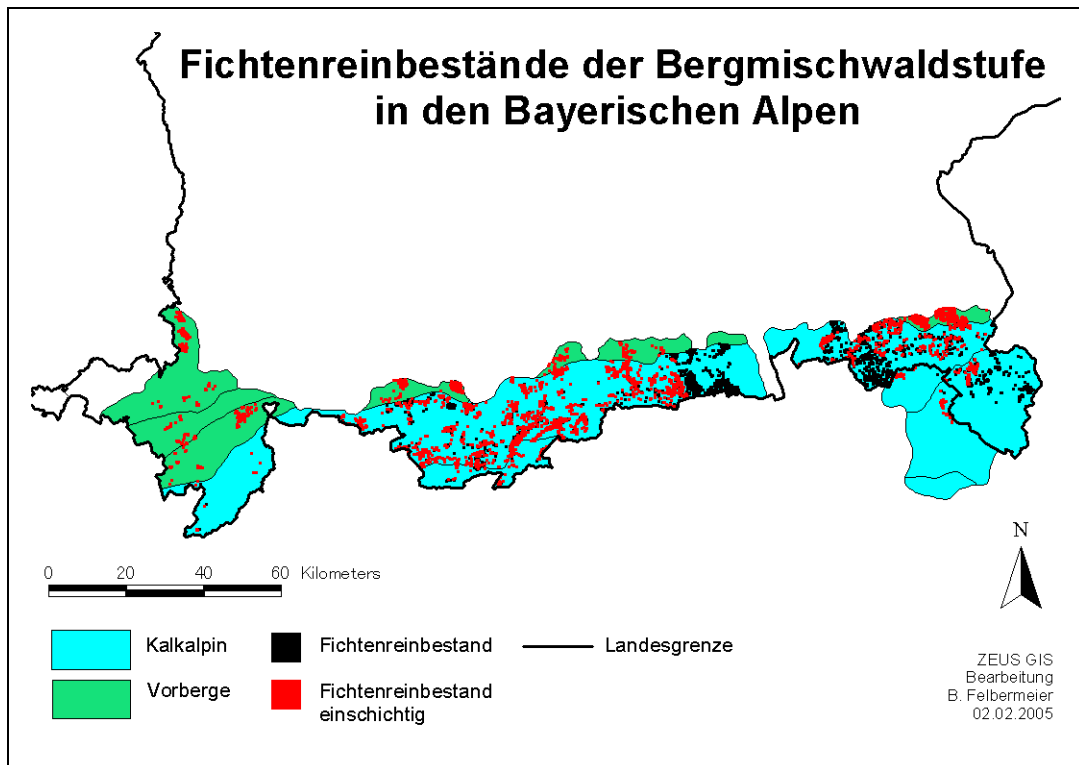 Fichtenreinbestände der Bergmischwaldstufe
in den Bayerischen Alpen
N
0 20 40 60 Kilometers
Kalkalpin
Fichtenreinbestand
Landesgrenze
Vorberge
Fichtenreinbestand
einschichtig
ZEUS GIS
Bearbeitung
B. Felbermeier
02.02.2005